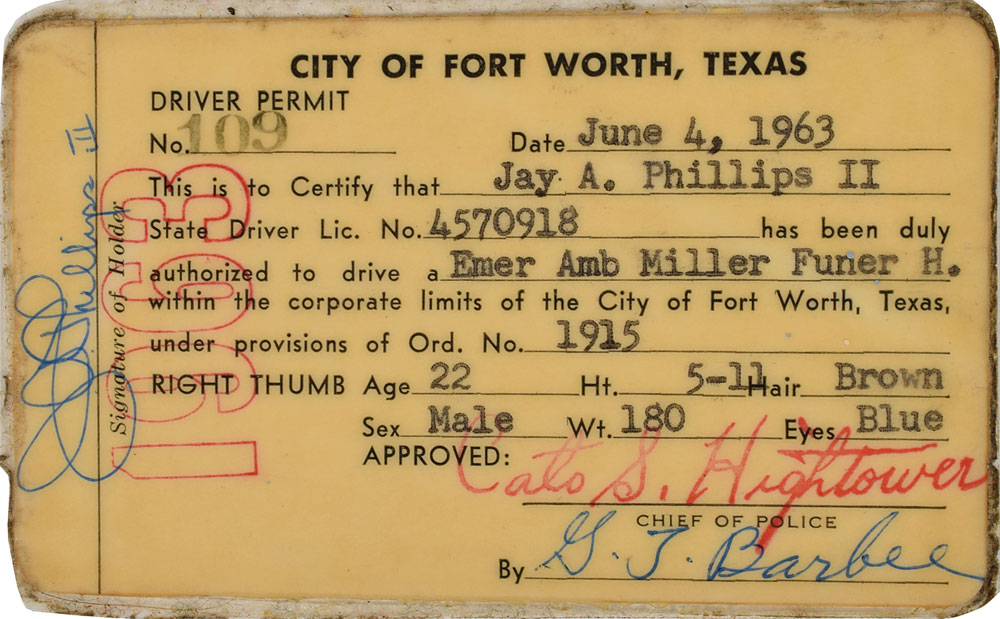 CITY OF FORT WORTH, TEXAS
DRIVER PERMIT
No. 109 Date June 4, 1963
This is to Certify that Jay A. Phillips II
State Driver Lic. No. 4570918 has been duly
authorized to drive a Emer Amb Miller Funer H.
within the corporate limits of the City of Fort Worth, Texas,
under provisions of Ord. No. 1915
RIGHT THUMB Age 22 Ht. 5-11 Hair Brown
Sex Male Wt. 180 Eyes Blue
APPROVED: Cato S. Hightower
CHIEF OF POLICE
By G. T. Barbee
Signature of Holder
Phillips II
1963